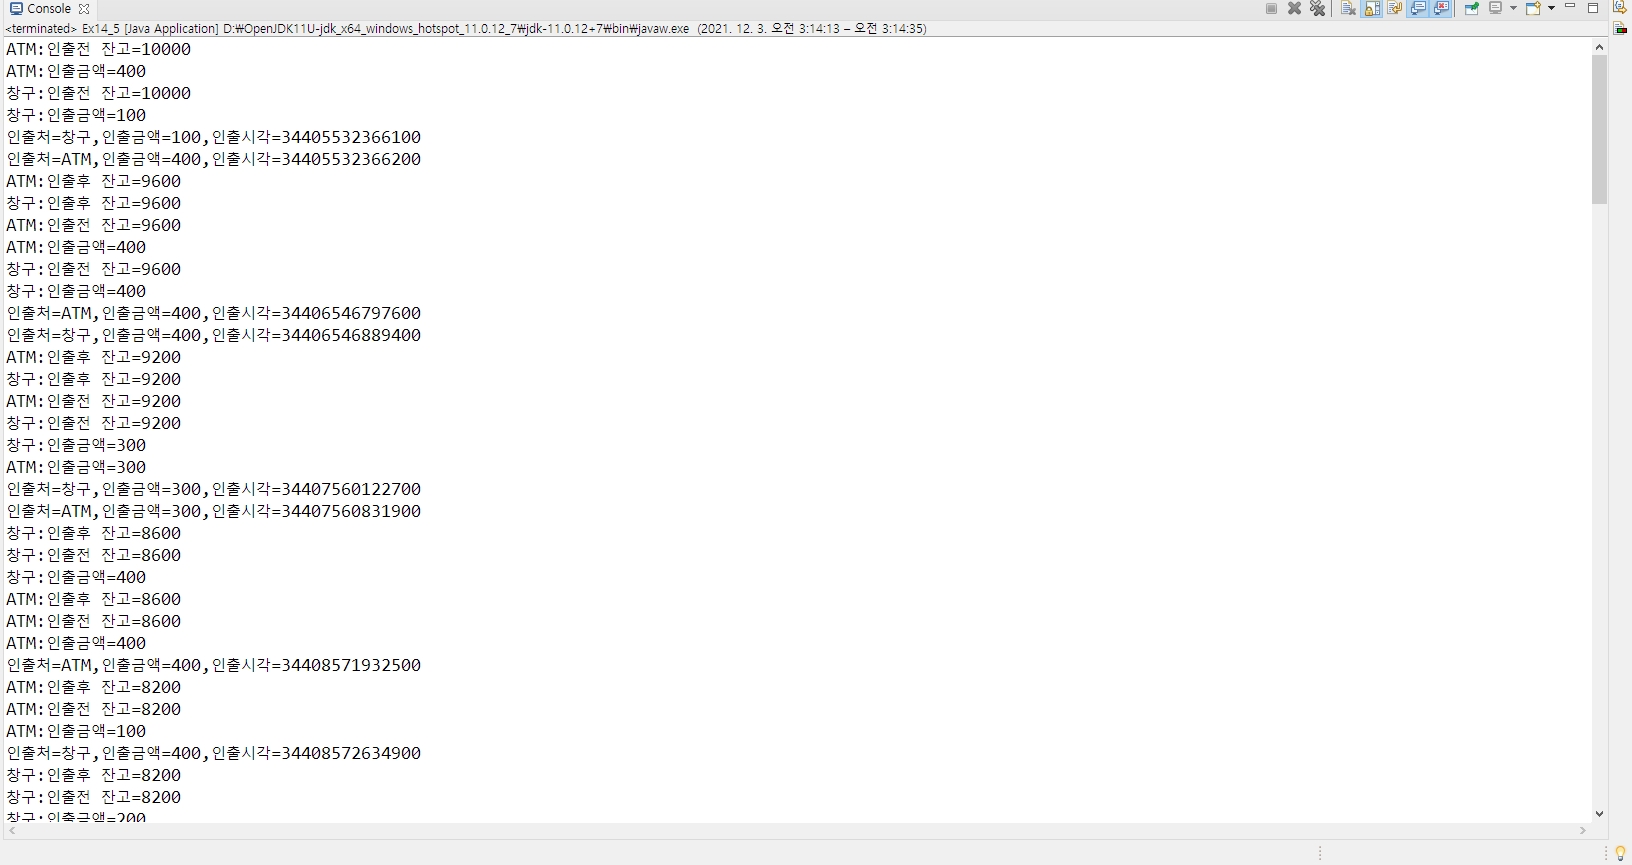 Console
<terminated> Ex14_5 [Java Application] D:₩OpenJDK11U-jdk_x64_windows_hotspot_11.0.12_7₩jdk-11.0.12+7₩bin₩javaw.exe (2021. 12. 3. 오전 3:14:13 – 오전 3:14:35)
ATM:인출전 잔고=10000
ATM:인출금액=400
창구:인출전 잔고=10000
창구:인출금액=100
인출처=창구,인출금액=100,인출시각=34405532366100
인출처=ATM,인출금액=400,인출시각=34405532366200
ATM:인출후 잔고=9600
창구:인출후 잔고=9600
ATM:인출전 잔고=9600
ATM:인출금액=400
창구:인출전 잔고=9600
창구:인출금액=400
인출처=ATM,인출금액=400,인출시각=34406546797600
인출처=창구,인출금액=400,인출시각=34406546889400
ATM:인출후 잔고=9200
창구:인출후 잔고=9200
ATM:인출전 잔고=9200
창구:인출전 잔고=9200
창구:인출금액=300
ATM:인출금액=300
인출처=창구,인출금액=300,인출시각=34407560122700
인출처=ATM,인출금액=300,인출시각=34407560831900
창구:인출후 잔고=8600
창구:인출전 잔고=8600
창구:인출금액=400
ATM:인출후 잔고=8600
ATM:인출전 잔고=8600
ATM:인출금액=400
인출처=ATM,인출금액=400,인출시각=34408571932500
ATM:인출후 잔고=8200
ATM:인출전 잔고=8200
ATM:인출금액=100
인출처=창구,인출금액=400,인출시각=34408572634900
창구:인출후 잔고=8200
창구:인출전 잔고=8200
창구:인출금액=200